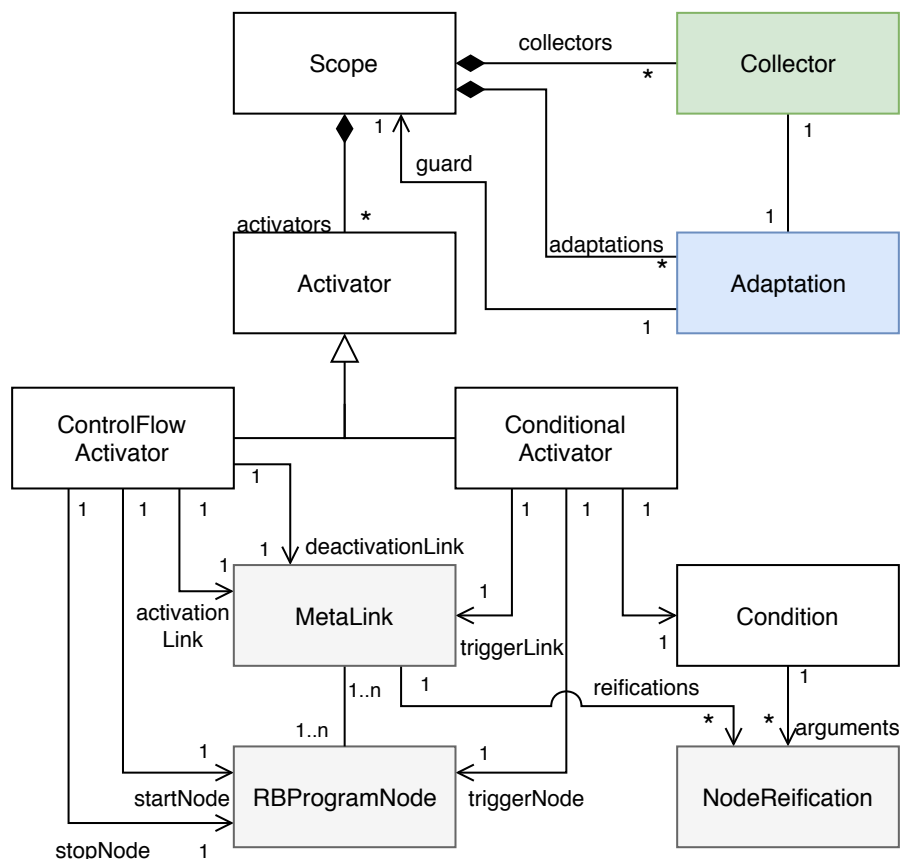 Scope
collectors
*
Collector
1
guard
1
activators
*
adaptations
*
1
Activator
Adaptation
1
ControlFlow
Activator
Conditional
Activator
1
1
1
1
1
1
1
1
deactivationLink
1
1
activation
Link
MetaLink
1
triggerLink
Condition
1
1..n
1
reifications
1
1..n
*
*
arguments
1
startNode
RBProgramNode
1
triggerNode
NodeReification
stopNode
1